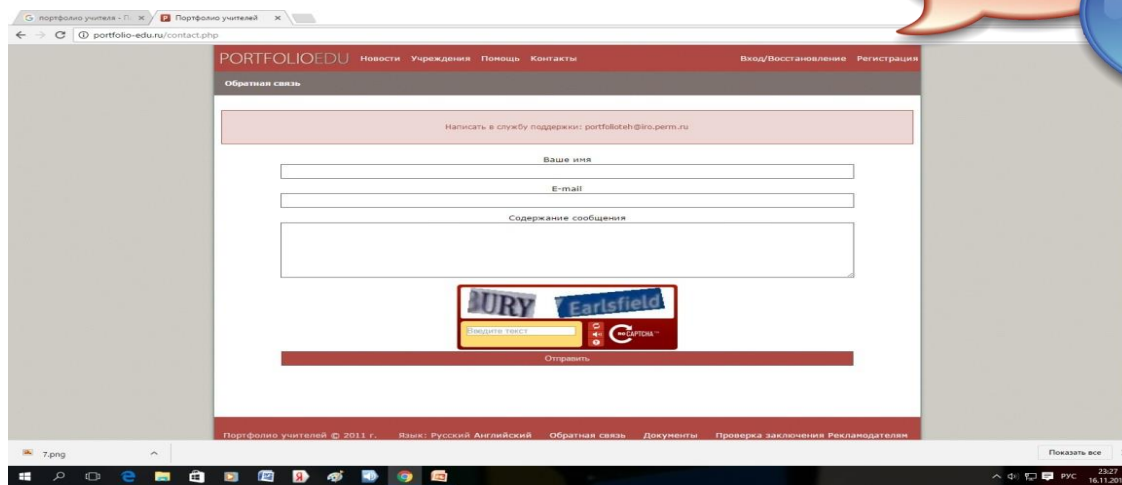 портфолио учителя - П
Портфолио учителей
portfolio-edu.ru/contact.php
PORTFOLIOEDU Новости Учреждения Помощь Контакты Вход/Восстановление Регистрация
Обратная связь
Написать в службу поддержки: portfolioteh@iro.perm.ru
Ваше имя
E-mail
Содержание сообщения
BURY Earlsfield
Введите текст
CAPTCHA
Отправить
Портфолио учителей © 2011 г. Язык: Русский Английский Обратная связь Документы Проверка заключения Рекламодателям
7.png Показать все
РУС 23:27
16.11.201